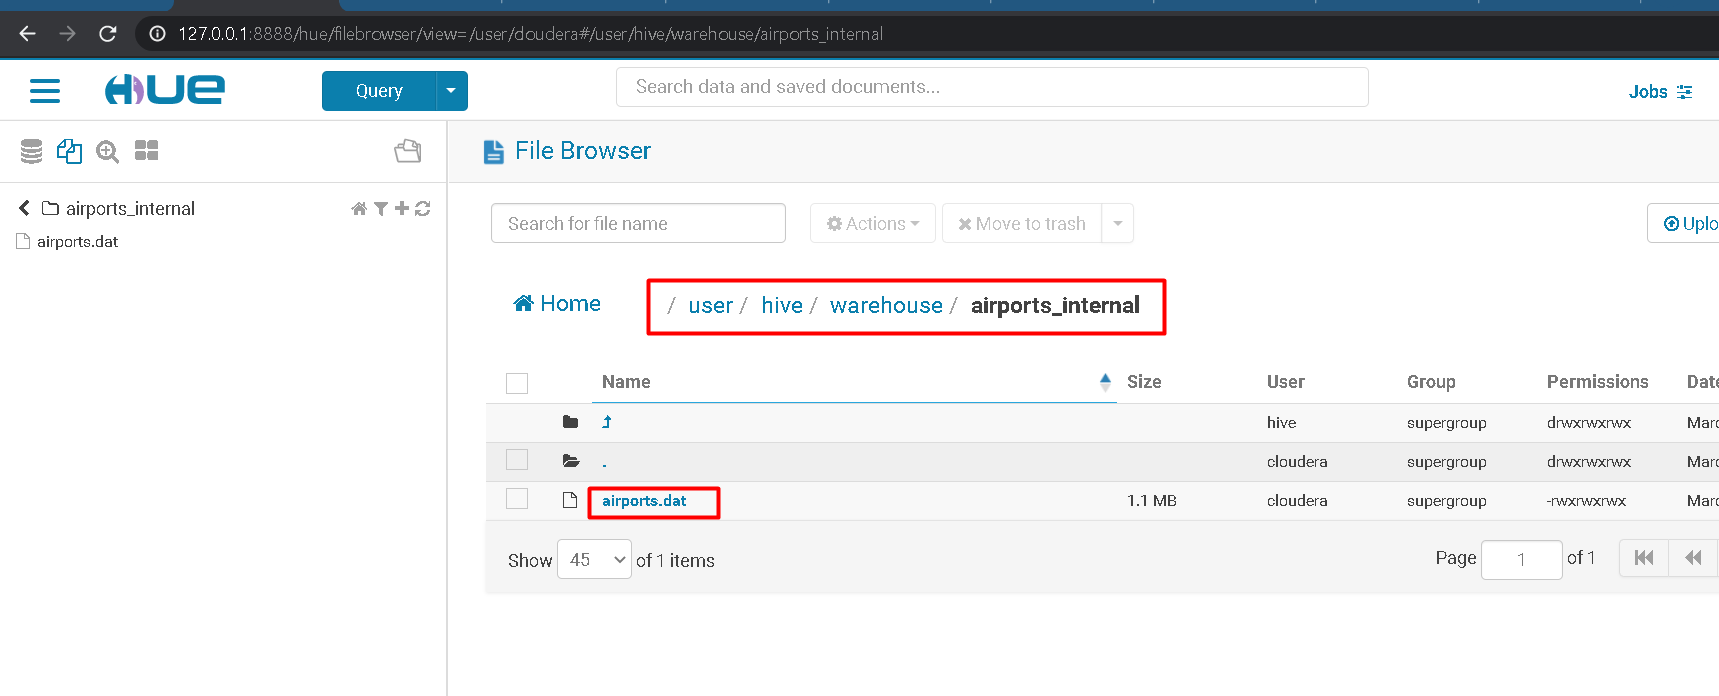 127.0.0.1:8888/hue/filebrowser/view=/user/cloudera#/user/hive/warehouse/airports_internal
HUE
Query
Search data and saved documents...
Jobs
File Browser
airports_internal
airports.dat
Search for file name
Actions
Move to trash
Uplo
Home
/ user / hive / warehouse / airports_internal
Name Size User Group Permissions Date
hive supergroup drwxrwxrwx Marc
. cloudera supergroup drwxrwxrwx Marc
airports.dat 1.1 MB cloudera supergroup -rwxrwxrwx Marc
Show 45 of 1 items
Page 1 of 1